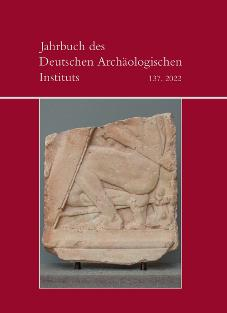 Jahrbuch des
Deutschen Archäologischen
Instituts 137. 2022